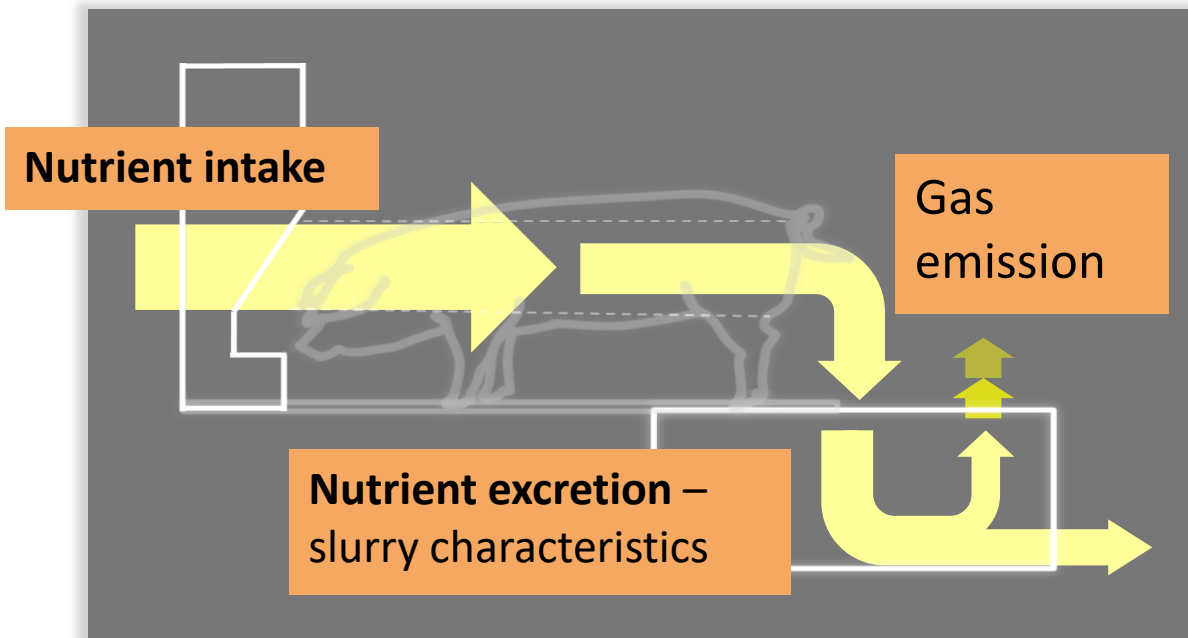 Nutrient intake
Gas
emission
Nutrient excretion –
slurry characteristics